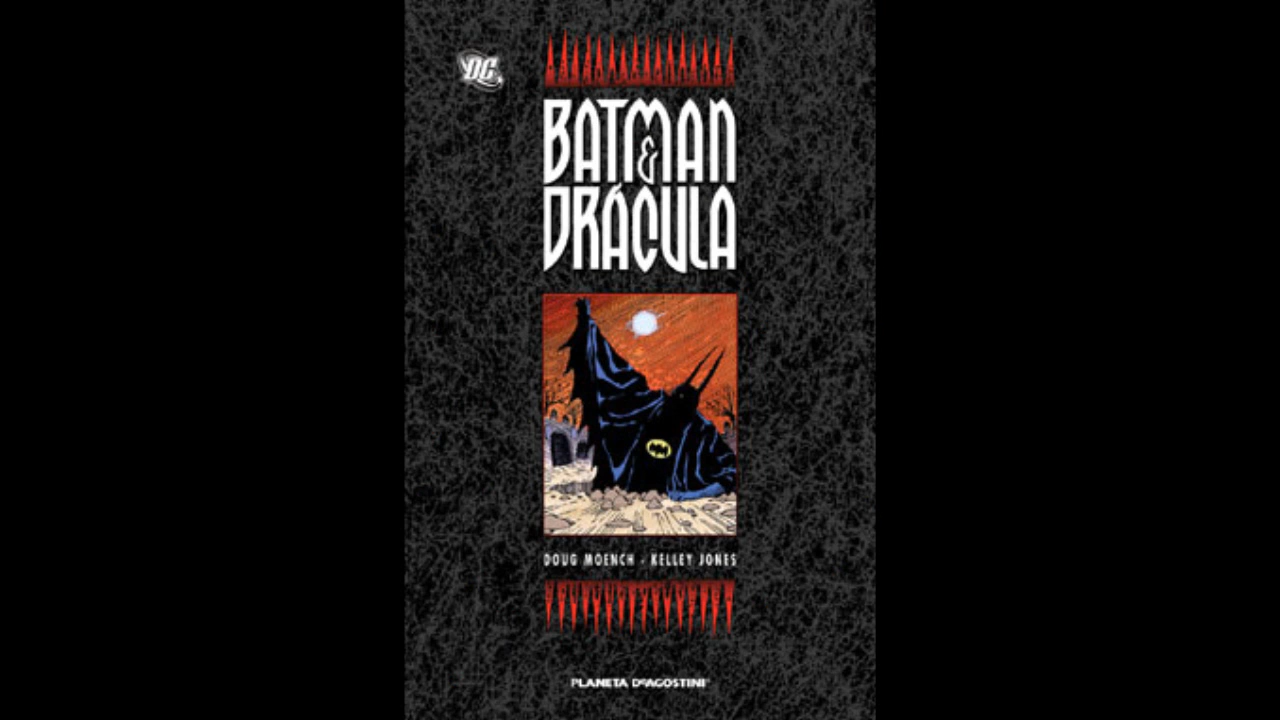 DC
BATMAN
&
DRÁCULA
DOUG MOENCH - KELLEY JONES
PLANETA DeAGOSTINI